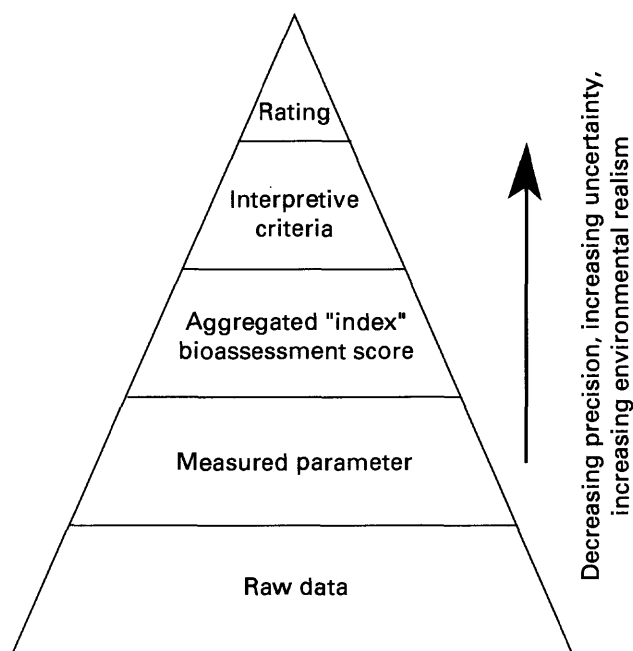 Rating
Interpretive
criteria
Aggregated "index"
bioassessment score
Measured parameter
Raw data
Decreasing precision, increasing uncertainty,
increasing environmental realism